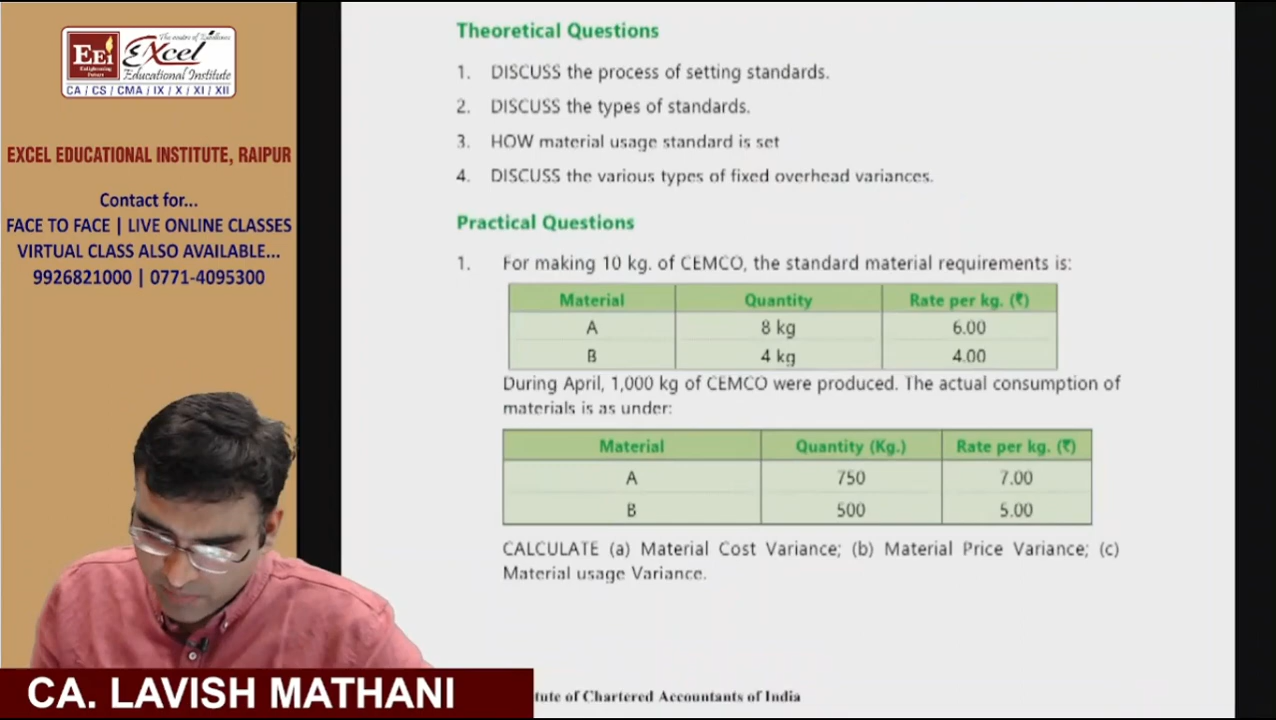 The centre of Excellence
EEi
Enlightening Future
EXcel
Educational Institute
CA / CS / CMA / IX / X / XI / XII
EXCEL EDUCATIONAL INSTITUTE, RAIPUR
Contact for...
FACE TO FACE | LIVE ONLINE CLASSES
VIRTUAL CLASS ALSO AVAILABLE...
9926821000 | 0771-4095300
Theoretical Questions
1. DISCUSS the process of setting standards.
2. DISCUSS the types of standards.
3. HOW material usage standard is set
4. DISCUSS the various types of fixed overhead variances.
Practical Questions
1. For making 10 kg. of CEMCO, the standard material requirements is:
Material Quantity Rate per kg. (₹)
A 8 kg 6.00
B 4 kg 4.00
During April, 1,000 kg of CEMCO were produced. The actual consumption of
materials is as under:
Material Quantity (Kg.) Rate per kg. (₹)
A 750 7.00
B 500 5.00
CALCULATE (a) Material Cost Variance; (b) Material Price Variance; (c)
Material usage Variance.
CA. LAVISH MATHANI
tute of Chartered Accountants of India